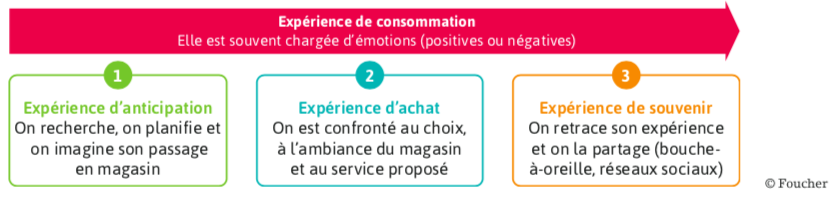 Expérience de consommation
Elle est souvent chargée d'émotions (positives ou négatives)
1
Expérience d'anticipation
On recherche, on planifie et
on imagine son passage
en magasin
2
Expérience d'achat
On est confronté au choix,
à l'ambiance du magasin
et au service proposé
3
Expérience de souvenir
On retrace son expérience
et on la partage (bouche-
à-oreille, réseaux sociaux)
© Foucher